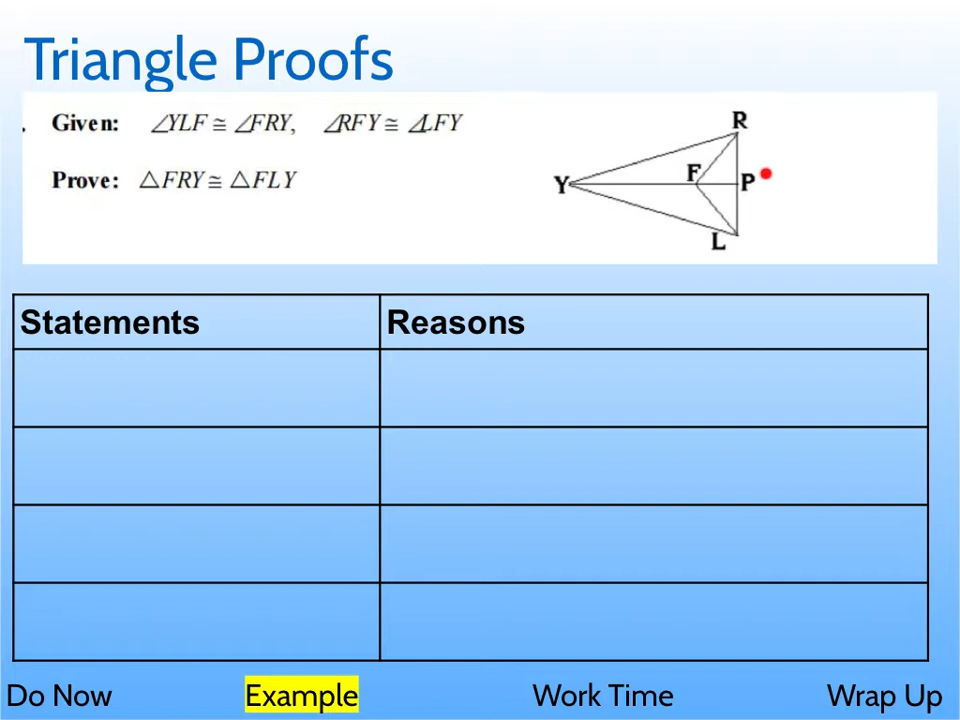 Triangle Proofs
Given: ∠YLF ≅ ∠FRY, ∠RFY ≅ ∠LFY
Prove: △FRY ≅ △FLY
R
Y F P
L
Statements Reasons
Do Now Example Work Time Wrap Up